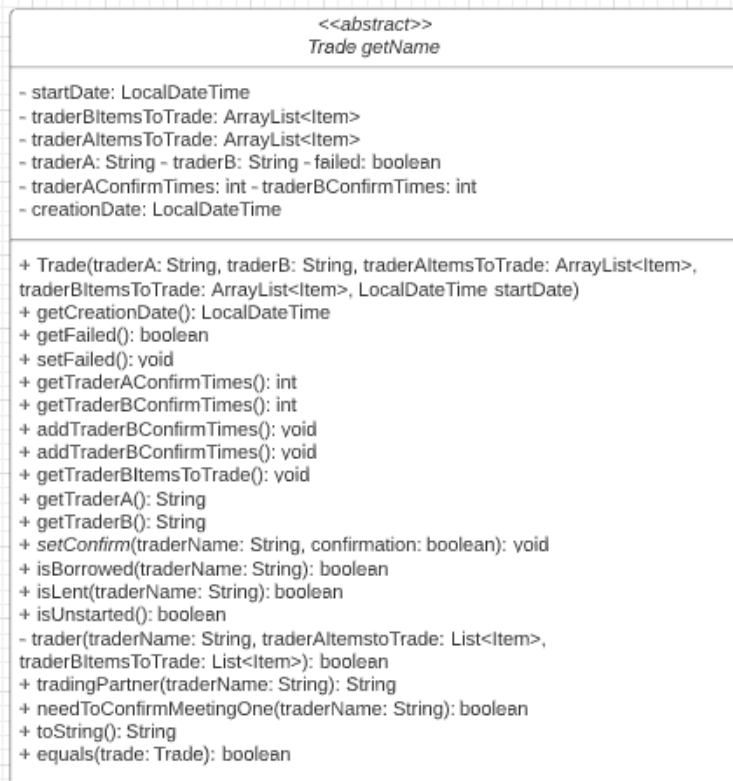 <<abstract>>
Trade getName
- startDate: LocalDateTime
- traderBItemsToTrade: ArrayList<Item>
- traderAItemsToTrade: ArrayList<Item>
- traderA: String - traderB: String - failed: boolean
- traderAConfirmTimes: int - traderBConfirmTimes: int
- creationDate: LocalDateTime
+ Trade(traderA: String, traderB: String, traderAItemsToTrade: ArrayList<Item>,
traderBItemsToTrade: ArrayList<Item>, LocalDateTime startDate)
+ getCreationDate(): LocalDateTime
+ getFailed(): boolean
+ setFailed(): void
+ getTraderAConfirmTimes(): int
+ getTraderBConfirmTimes(): int
+ addTraderBConfirmTimes(): void
+ addTraderBConfirmTimes(): void
+ getTraderBItemsToTrade(): void
+ getTraderA(): String
+ getTraderB(): String
+ setConfirm(traderName: String, confirmation: boolean): void
+ isBorrowed(traderName: String): boolean
+ isLent(traderName: String): boolean
+ isUnstarted(): boolean
- trader(traderName: String, traderAItemstoTrade: List<Item>,
traderBItemsToTrade: List<Item>): boolean
+ tradingPartner(traderName: String): String
+ needToConfirmMeetingOne(traderName: String): boolean
+ toString(): String
+ equals(trade: Trade): boolean